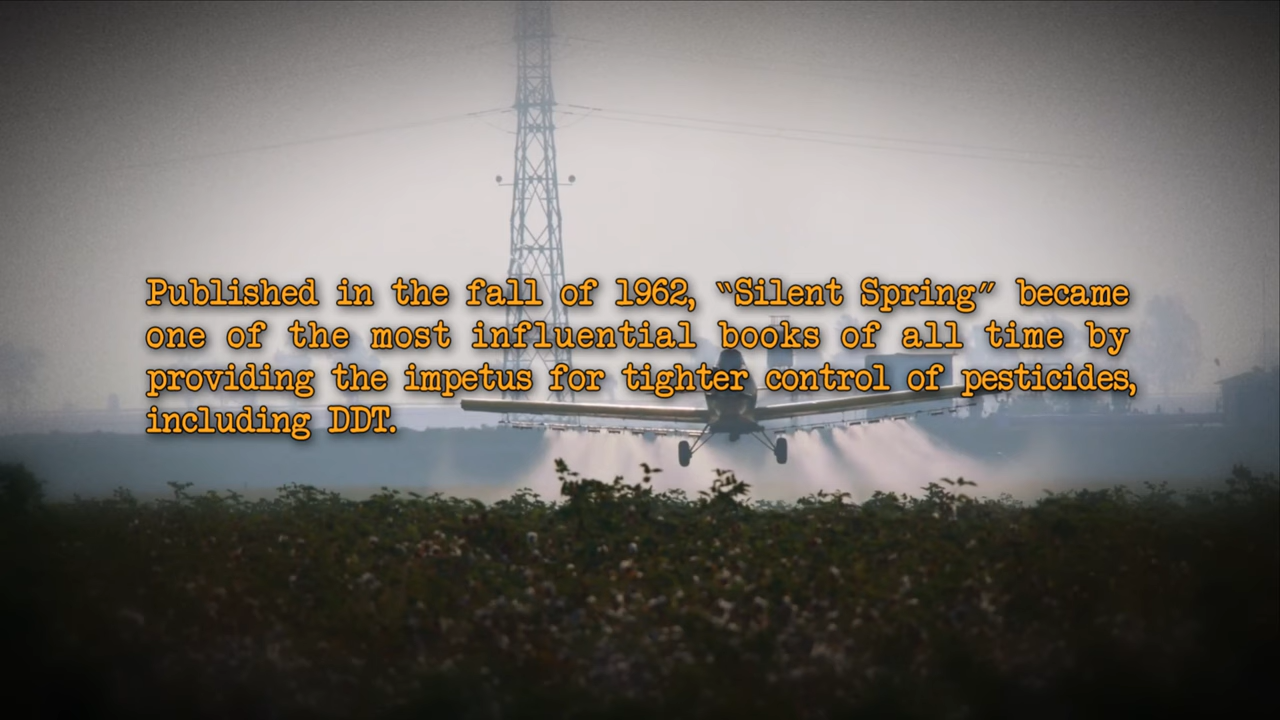 Published in the fall of 1962, “Silent Spring” became
one of the most influential books of all time by
providing the impetus for tighter control of pesticides,
including DDT.